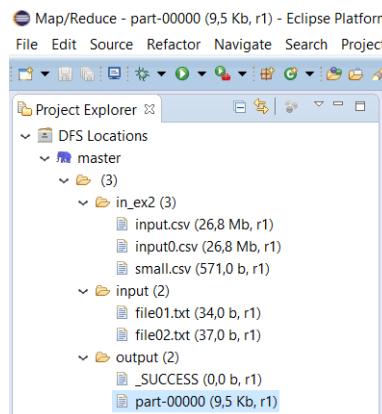 Map/Reduce - part-00000 (9,5 Kb, r1) - Eclipse Platforn
File Edit Source Refactor Navigate Search Project
Project Explorer
DFS Locations
master
(3)
in_ex2 (3)
input.csv (26,8 Mb, r1)
input0.csv (26,8 Mb, r1)
small.csv (571,0 b, r1)
input (2)
file01.txt (34,0 b, r1)
file02.txt (37,0 b, r1)
output (2)
_SUCCESS (0,0 b, r1)
part-00000 (9,5 Kb, r1)